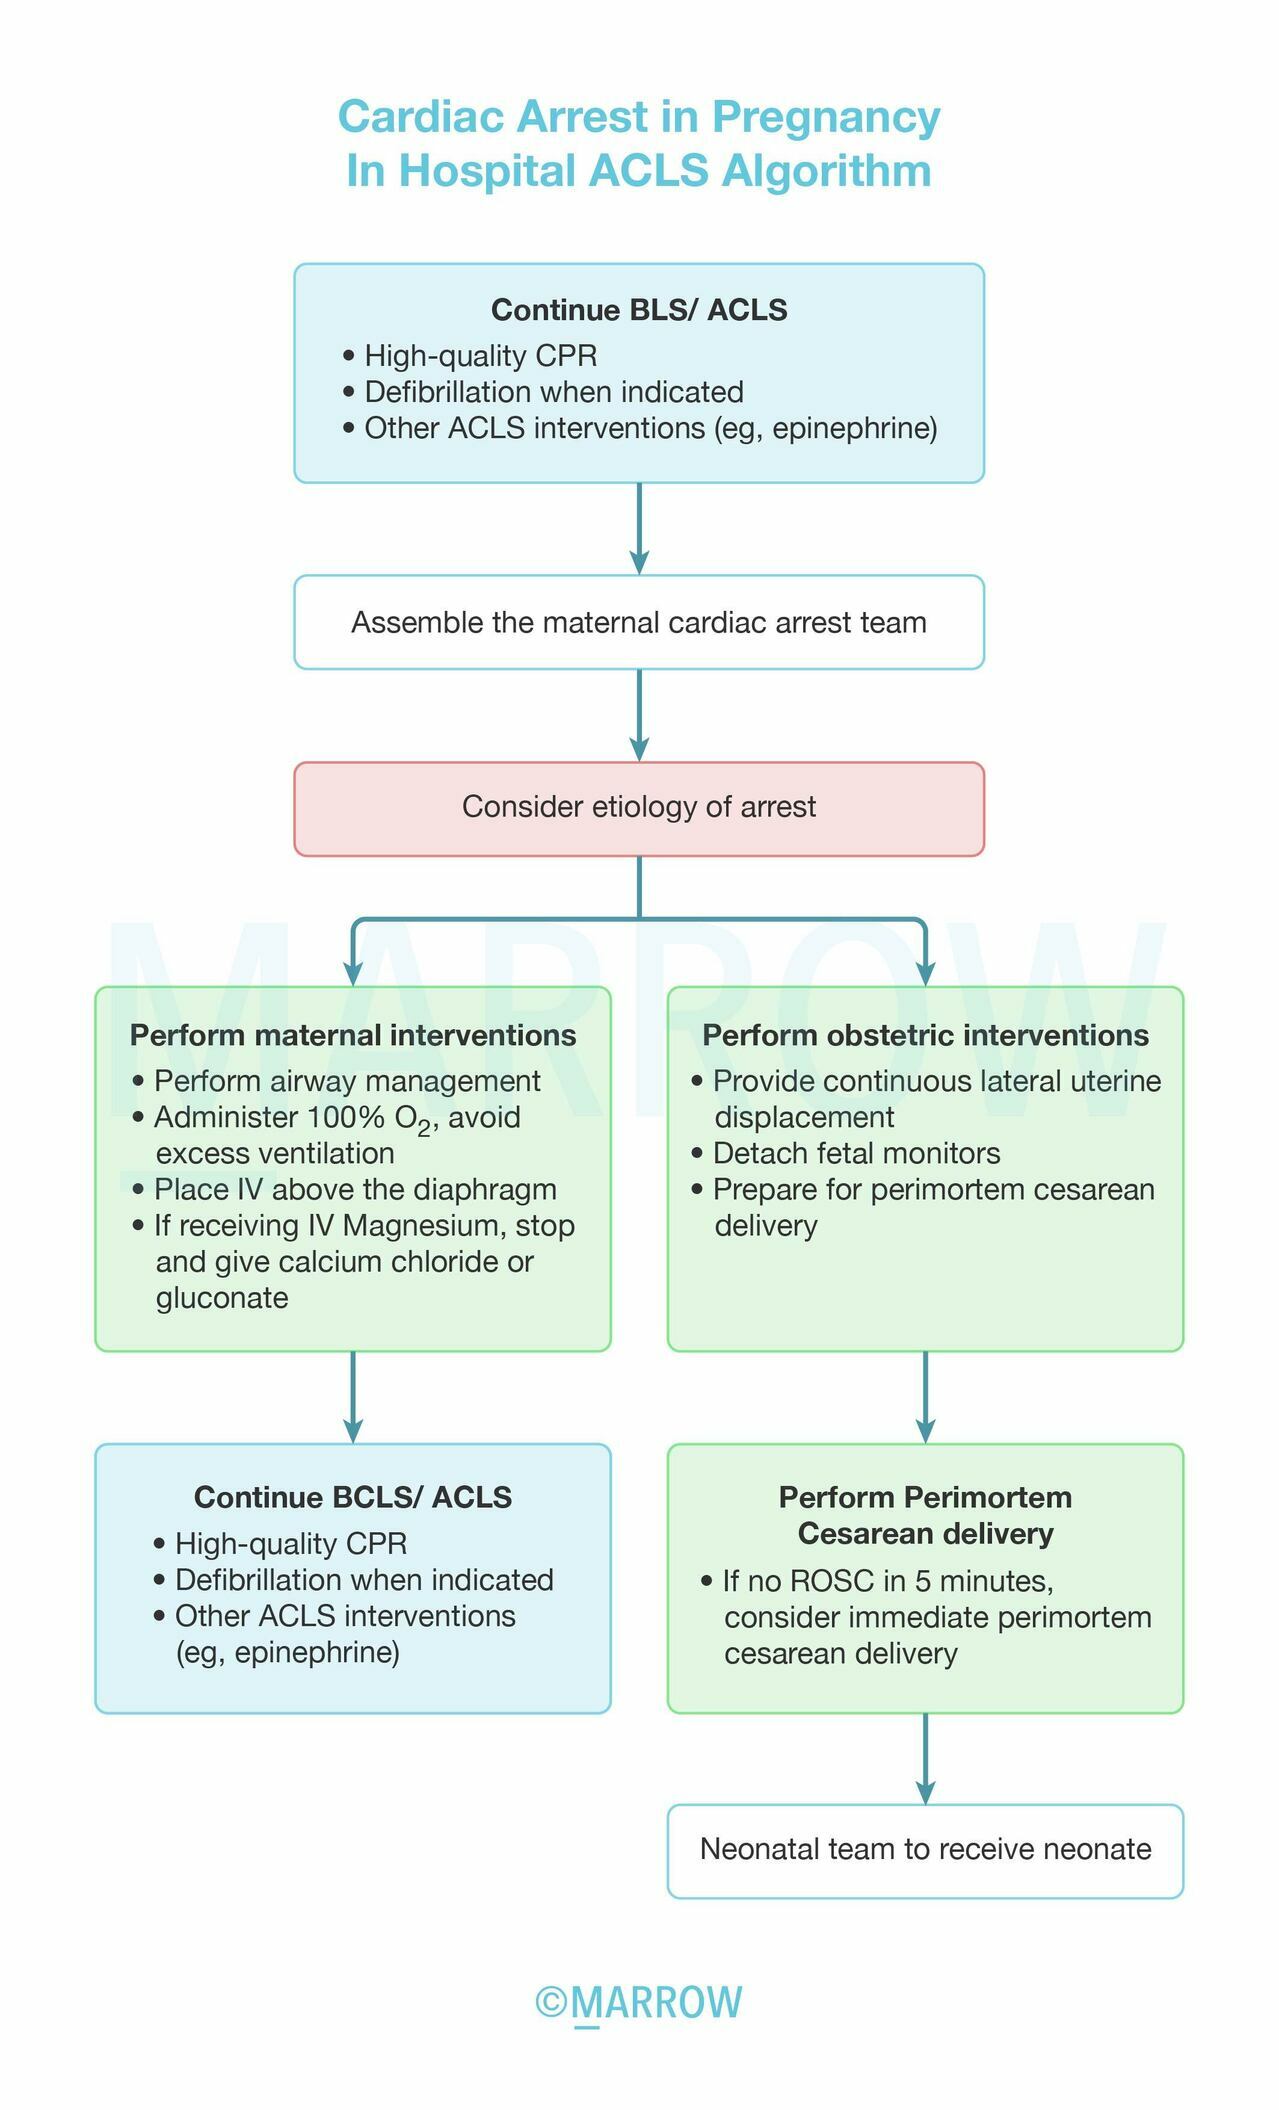 Cardiac Arrest in Pregnancy
In Hospital ACLS Algorithm
Continue BLS/ ACLS
• High-quality CPR
• Defibrillation when indicated
• Other ACLS interventions (eg, epinephrine)
Assemble the maternal cardiac arrest team
Consider etiology of arrest
MARROW
Perform maternal interventions
• Perform airway management
• Administer 100% O₂, avoid
excess ventilation
• Place IV above the diaphragm
• If receiving IV Magnesium, stop
and give calcium chloride or
gluconate
Perform obstetric interventions
• Provide continuous lateral uterine
displacement
• Detach fetal monitors
• Prepare for perimortem cesarean
delivery
Continue BCLS/ ACLS
• High-quality CPR
• Defibrillation when indicated
• Other ACLS interventions
(eg, epinephrine)
Perform Perimortem
Cesarean delivery
• If no ROSC in 5 minutes,
consider immediate perimortem
cesarean delivery
Neonatal team to receive neonate
©MARROW